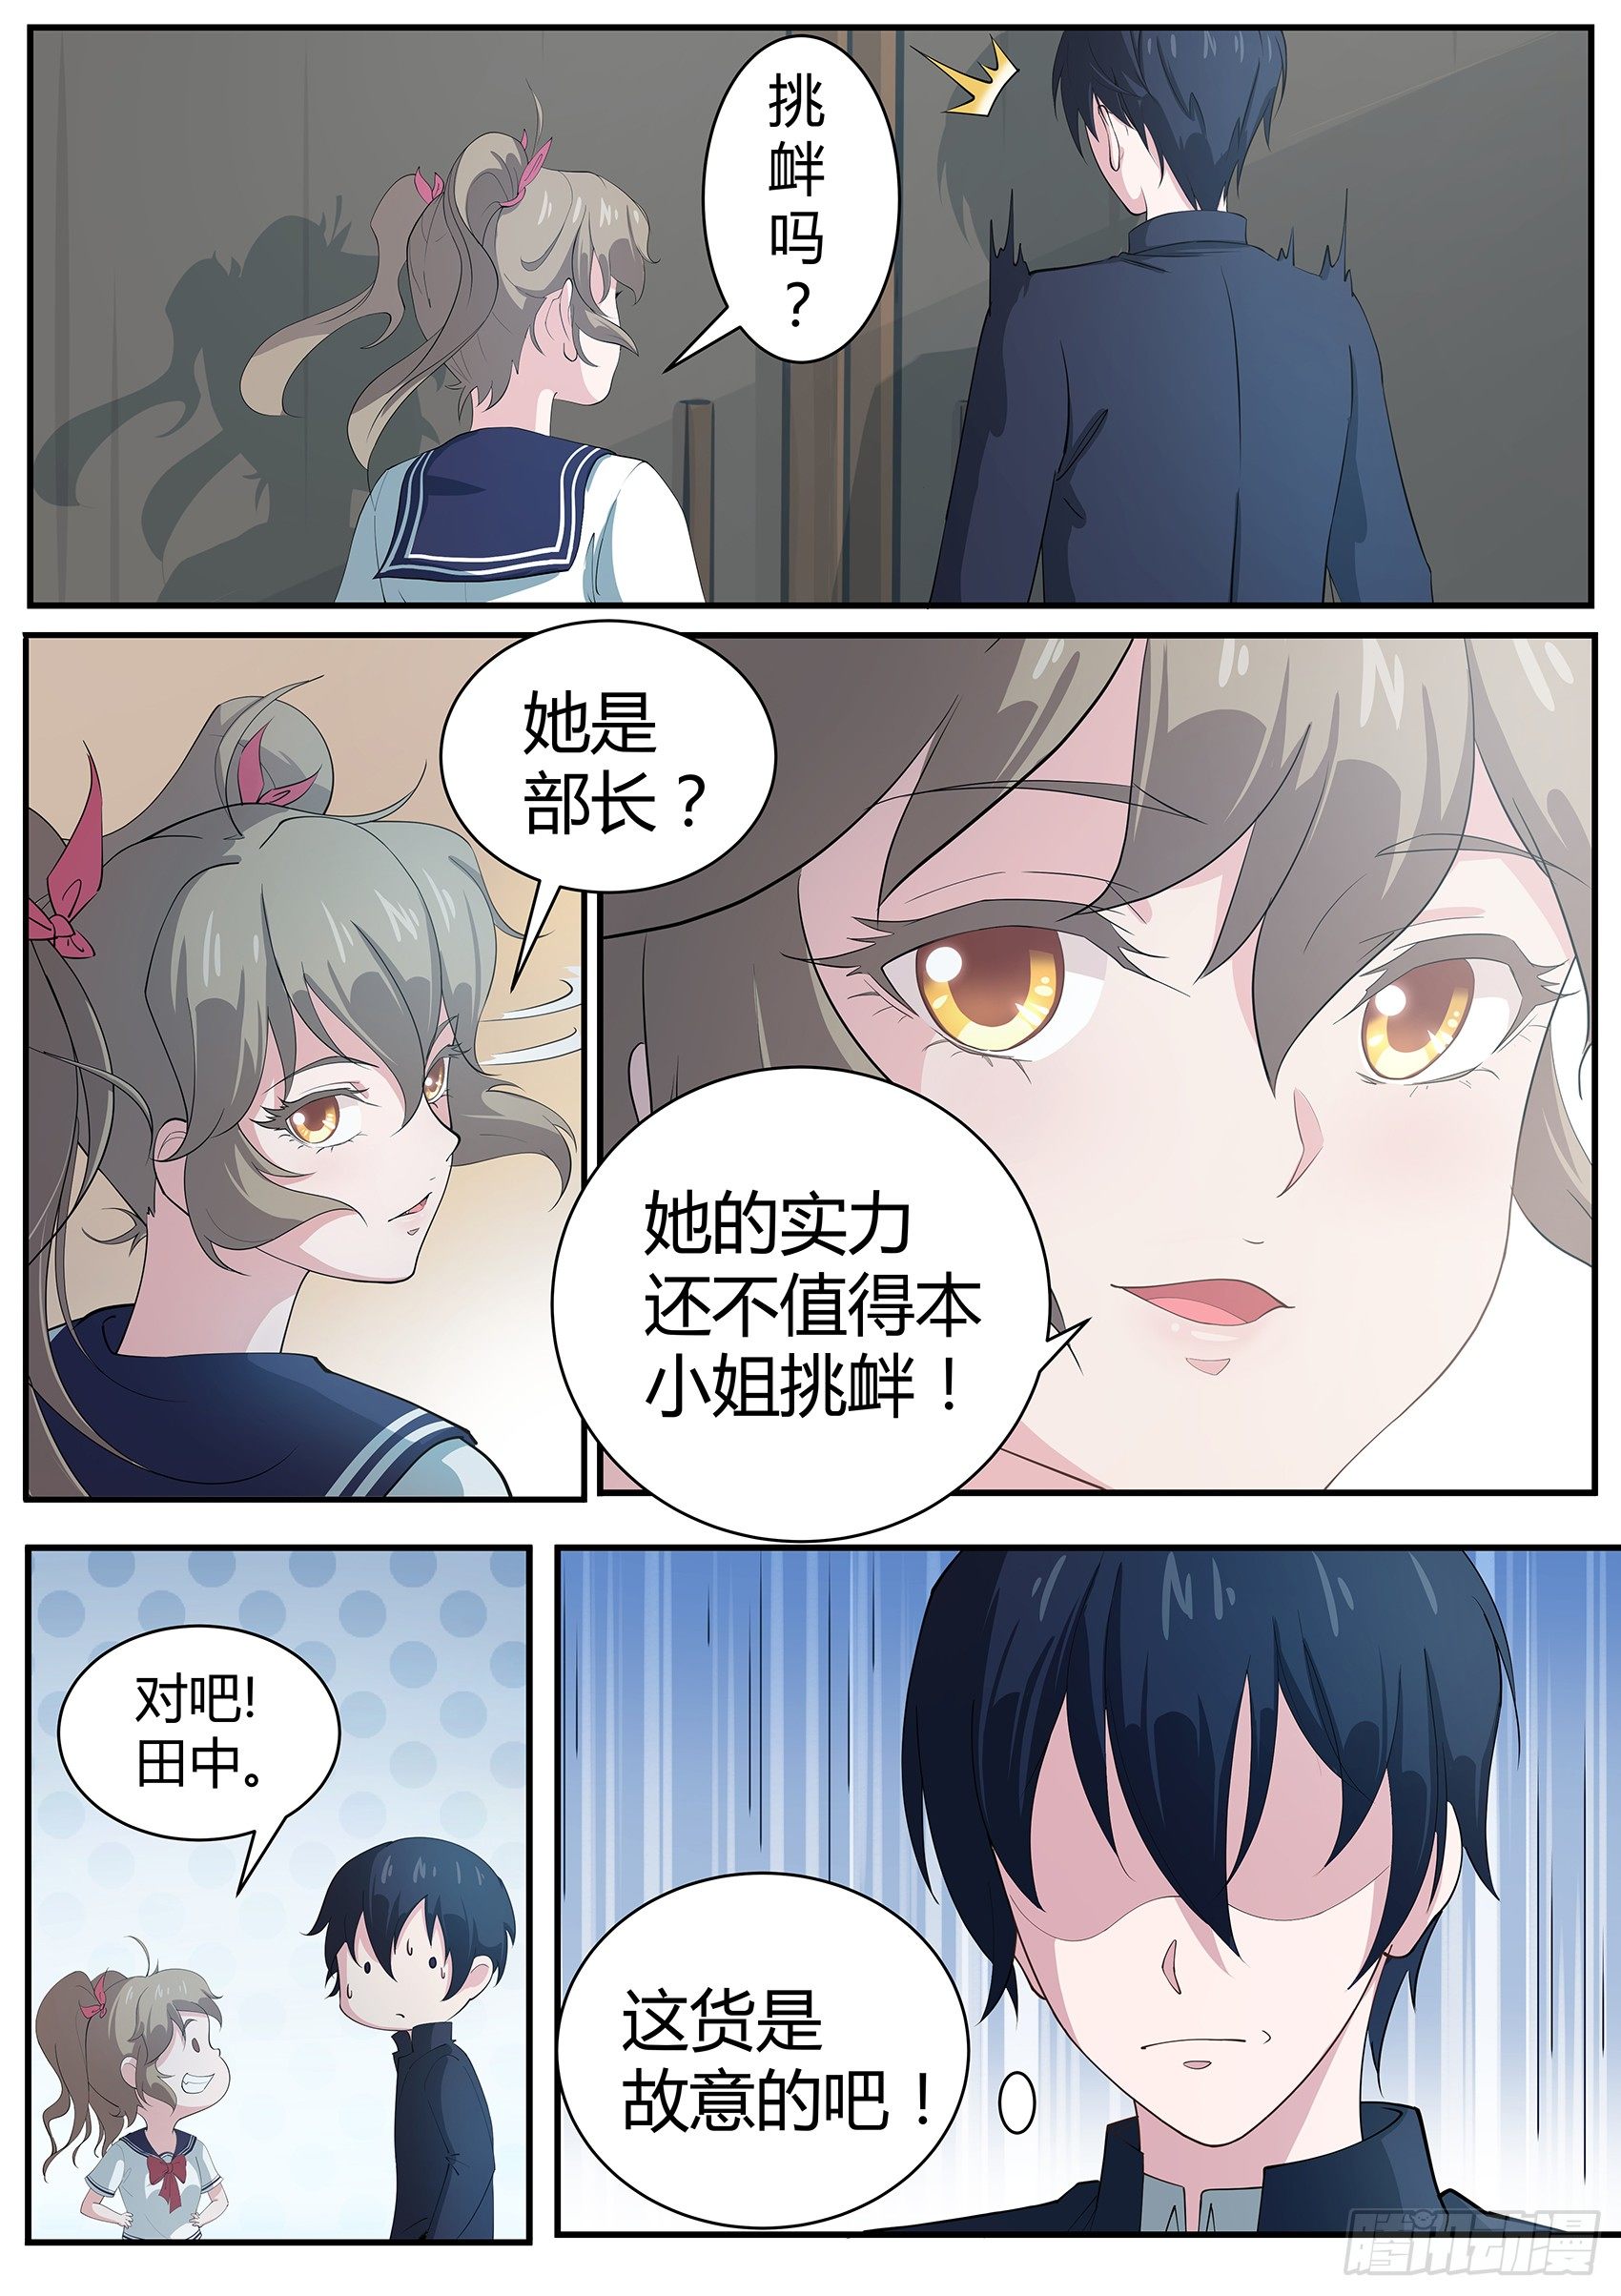 挑衅吗？
她是
部长？
她的实力
还不值得本
小姐挑衅！
对吧！
田中。
这货是
故意的吧！
腾讯动漫